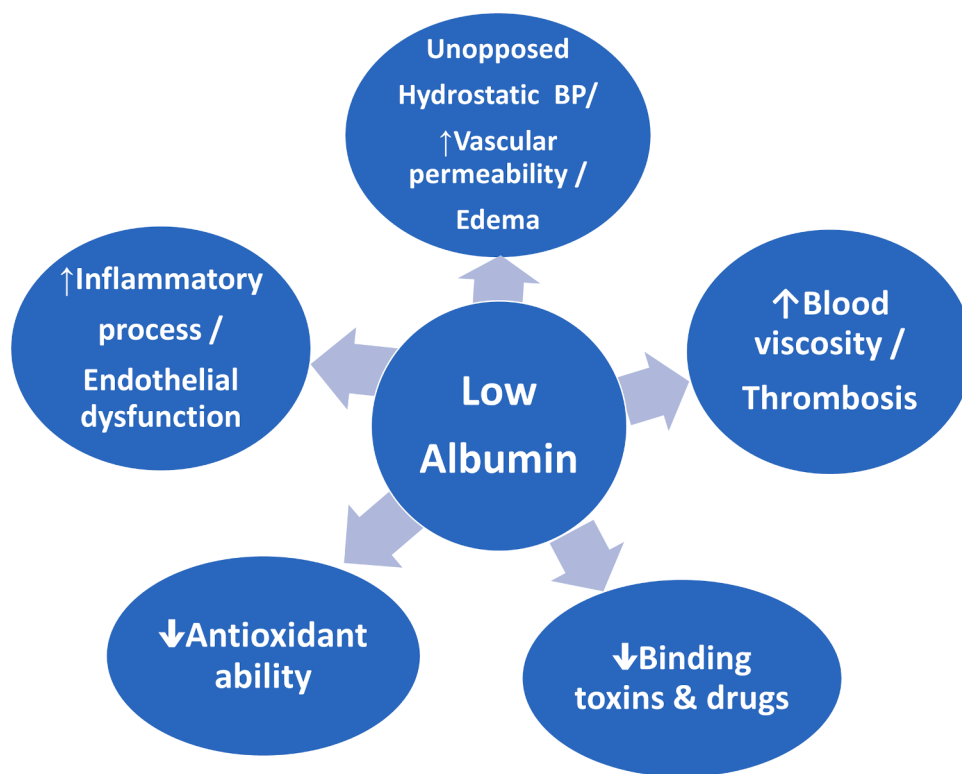 Unopposed
Hydrostatic BP/
↑Vascular
permeability /
Edema
↑Inflammatory
process /
Endothelial
dysfunction
↑Blood
viscosity /
Thrombosis
Low
Albumin
↓Antioxidant
ability
↓Binding
toxins & drugs